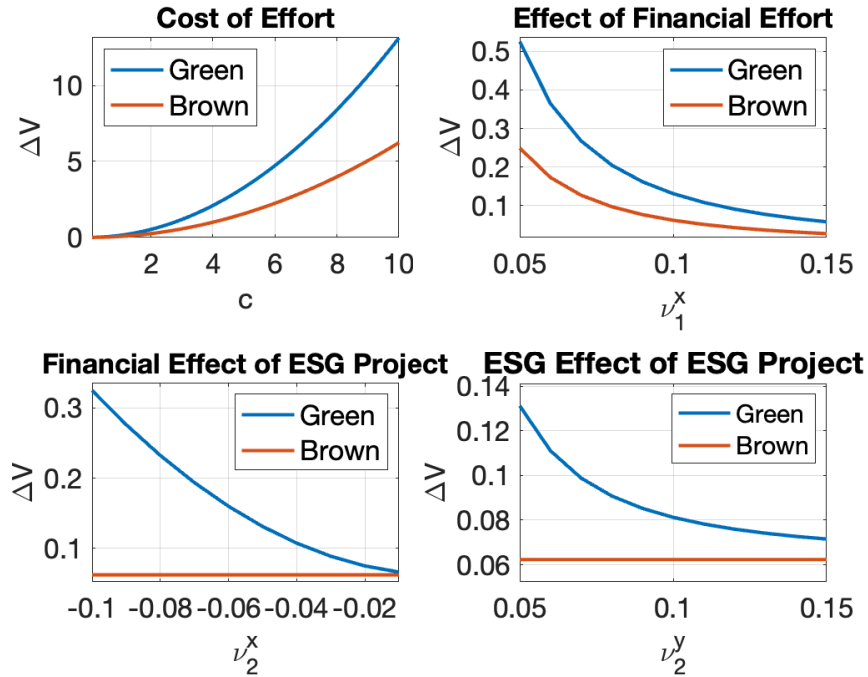 Cost of Effort
Green
Brown
ΔV
10
5
0
2
4
6
8
10
c
Effect of Financial Effort
Green
Brown
ΔV
0.5
0.4
0.3
0.2
0.1
0.05
0.1
0.15
ν₁ˣ
Financial Effect of ESG Project
Green
Brown
ΔV
0.3
0.2
0.1
-0.1
-0.08
-0.06
-0.04
-0.02
ν₂ˣ
ESG Effect of ESG Project
Green
Brown
ΔV
0.14
0.12
0.1
0.08
0.06
0.05
0.1
0.15
ν₂ʸ